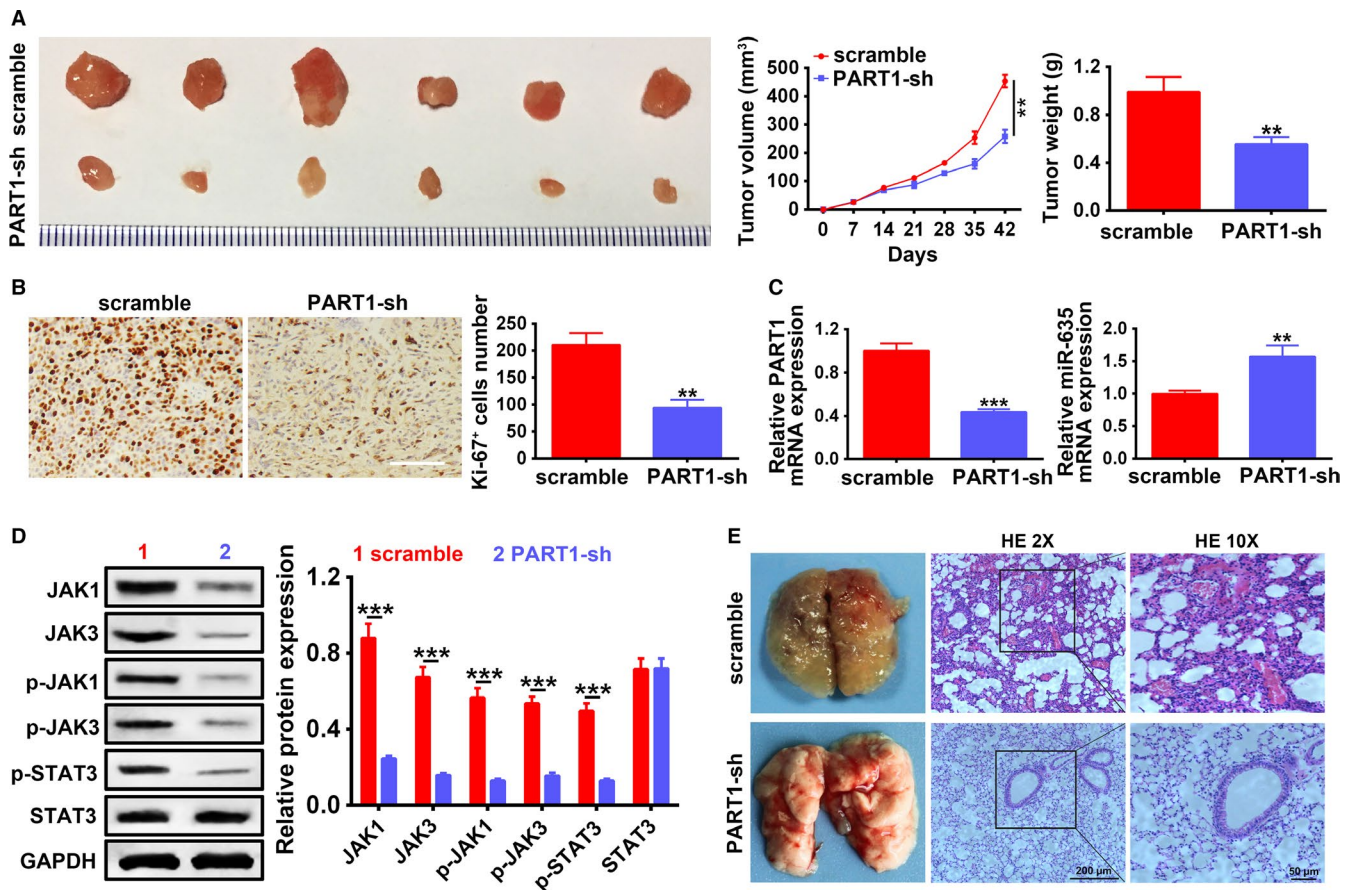 A
scramble
PART1-sh
Tumor volume (mm³)
500
400
300
200
100
0
scramble
PART1-sh
**
0 7 14 21 28 35 42
Days
Tumor weight (g)
1.2
0.8
0.4
0.0
**
scramble PART1-sh
B
scramble PART1-sh
Ki-67⁺ cells number
250
200
150
100
50
0
**
scramble PART1-sh
C
Relative PART1
mRNA expression
1.2
0.8
0.4
0.0
***
scramble PART1-sh
Relative miR-635
mRNA expression
2.0
1.5
1.0
0.5
0.0
**
scramble PART1-sh
D
1 2
JAK1
JAK3
p-JAK1
p-JAK3
p-STAT3
STAT3
GAPDH
1 scramble 2 PART1-sh
Relative protein expression
1.2
0.8
0.4
0.0
*** *** *** *** ***
JAK1 JAK3 p-JAK1 p-JAK3 p-STAT3 STAT3
E
HE 2X HE 10X
scramble
PART1-sh
200 µm
50 µm